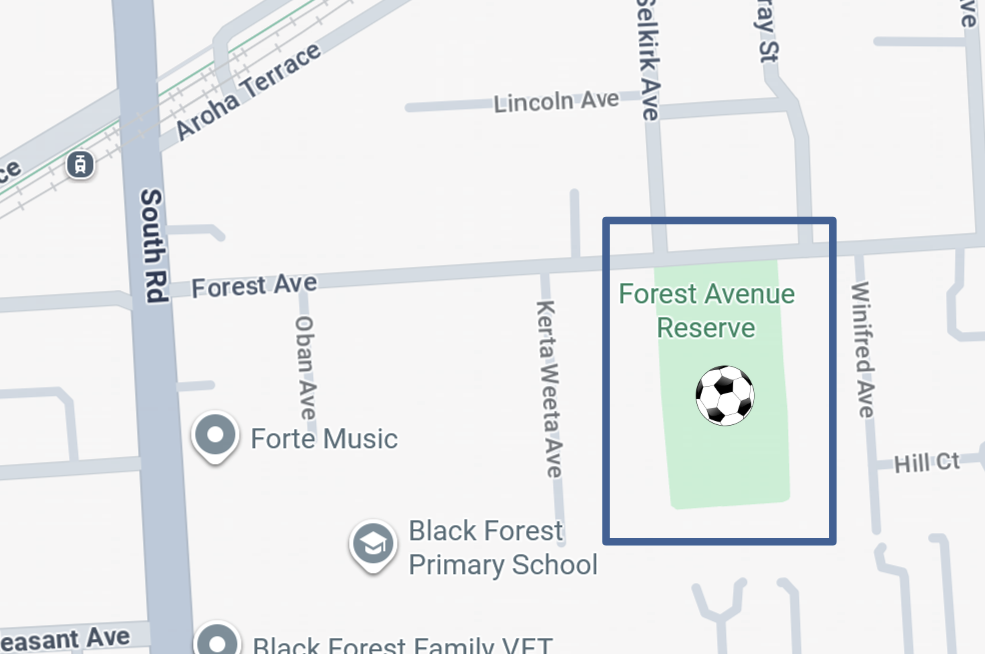 Selkirk Ave
ray St
ve
Aroha Terrace
Lincoln Ave
ce
South Rd
Forest Ave
Forest Avenue
Reserve
Oban Ave
Kerta Weeta Ave
Winifred Ave
Forte Music
Hill Ct
Black Forest
Primary School
easant Ave
Black Forest Family VET